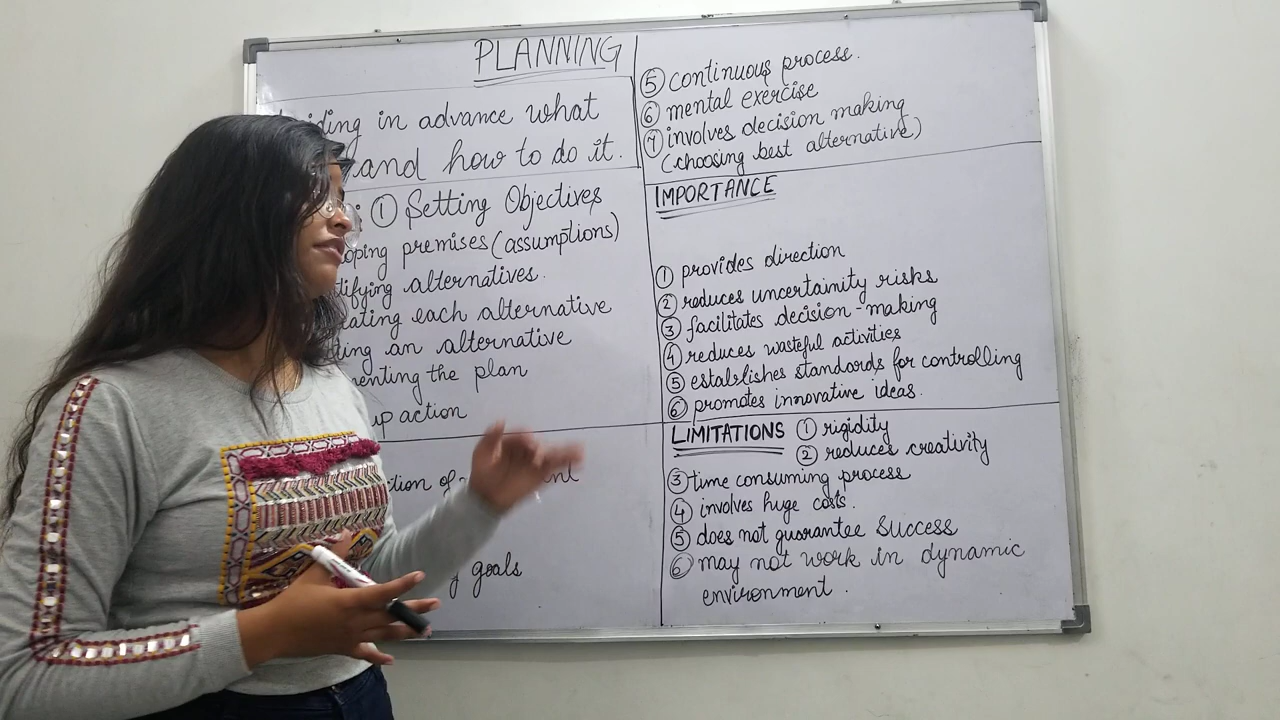 PLANNING
in advance what
and how to do it.
① Setting Objectives
premises (assumptions)
alternatives.
each alternative
an alternative
the plan
up action
of
goals
⑤ continuous process.
⑥ mental exercise
⑦ involves decision making
(choosing best alternative)
IMPORTANCE
① provides direction
② reduces uncertainity risks
③ facilitates decision-making
④ reduces wasteful activities
⑤ establishes standards for controlling
⑥ promotes innovative ideas.
LIMITATIONS ① rigidity
② reduces creativity
③ time consuming process
④ involves huge costs.
⑤ does not guarantee success
⑥ may not work in dynamic
environment.